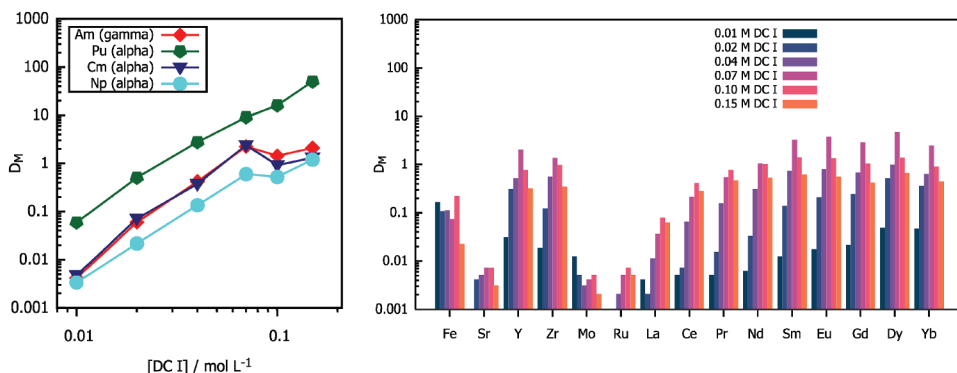 1000
100
10
1
0.1
0.01
0.001
D_M
Am (gamma)
Pu (alpha)
Cm (alpha)
Np (alpha)
0.01
0.1
[DC I] / mol L⁻¹
1000
100
10
1
0.1
0.01
0.001
D_M
0.01 M DC I
0.02 M DC I
0.04 M DC I
0.07 M DC I
0.10 M DC I
0.15 M DC I
Fe Sr Y Zr Mo Ru La Ce Pr Nd Sm Eu Gd Dy Yb